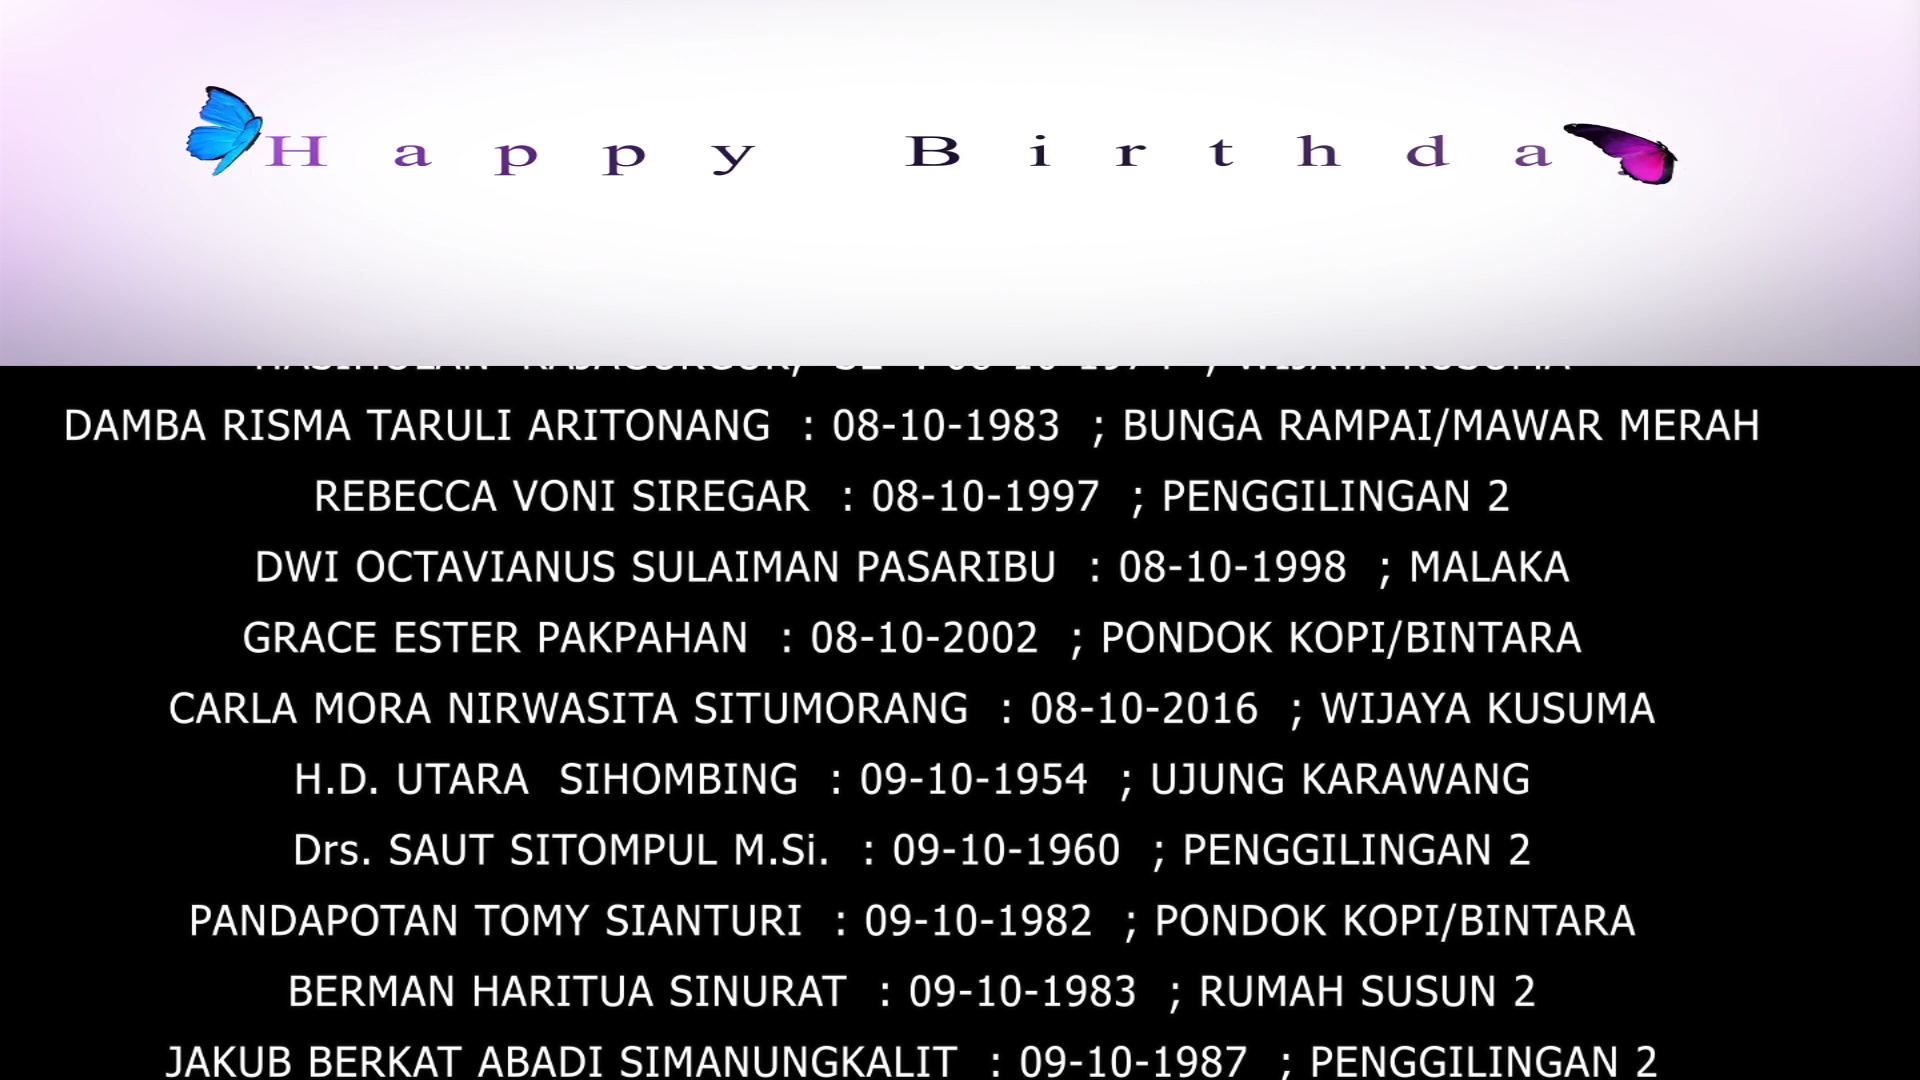 Happy Birthda
DAMBA RISMA TARULI ARITONANG : 08-10-1983 ; BUNGA RAMPAI/MAWAR MERAH
REBECCA VONI SIREGAR : 08-10-1997 ; PENGGILINGAN 2
DWI OCTAVIANUS SULAIMAN PASARIBU : 08-10-1998 ; MALAKA
GRACE ESTER PAKPAHAN : 08-10-2002 ; PONDOK KOPI/BINTARA
CARLA MORA NIRWASITA SITUMORANG : 08-10-2016 ; WIJAYA KUSUMA
H.D. UTARA SIHOMBING : 09-10-1954 ; UJUNG KARAWANG
Drs. SAUT SITOMPUL M.Si. : 09-10-1960 ; PENGGILINGAN 2
PANDAPOTAN TOMY SIANTURI : 09-10-1982 ; PONDOK KOPI/BINTARA
BERMAN HARITUA SINURAT : 09-10-1983 ; RUMAH SUSUN 2
JAKUB BERKAT ABADI SIMANUNGKALIT : 09-10-1987 ; PENGGILINGAN 2